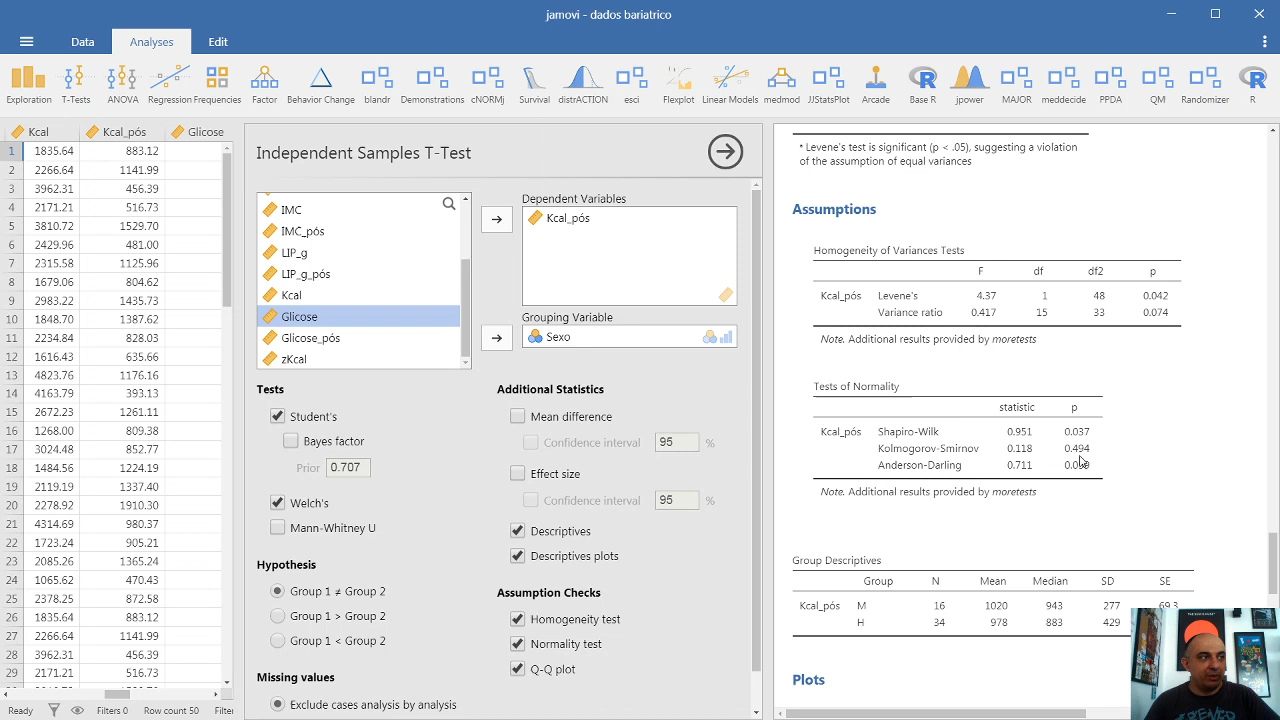 jamovi - dados bariatrico
Data Analyses Edit
Exploration T-Tests ANOVA Regression Frequencies Factor Behavior Change blandr Demonstrations cNORMj Survival distrACTION esci Flexplot Linear Models medmod JJStatsPlot Arcade Base R jpower MAJOR meddecide PPDA QM Randomizer R
Kcal Kcal_pós Glicose
1 1835.64 883.12
2 2266.64 1141.99
3 3962.31 456.39
4 2171.21 516.73
5 3810.72 1529.70
6 2429.96 481.00
7 2315.58 1125.96
8 1679.06 804.62
9 2983.22 1435.73
10 1848.70 1387.62
11 2234.84 828.03
12 1616.43 635.66
13 4823.76 1176.16
14 4163.79 393.13
15 2672.23 1261.11
16 1268.00 809.38
17 3024.48 852.77
18 1484.56 1224.19
19 2119.19 1337.40
20 2278.92 1910.30
21 4314.69 980.37
22 1723.24 905.21
23 2085.26 1365.24
24 1065.62 470.43
25 2378.25 872.58
26 1835.64 883.12
27 2266.64 1141.99
28 3962.31 456.39
29 2171.21 516.73
Ready Filters 0 Row count 50 Filter
Independent Samples T-Test
IMC
IMC_pós
LIP_g
LIP_g_pós
Kcal
Glicose
Glicose_pós
zKcal
Dependent Variables
Kcal_pós
Grouping Variable
Sexo
Tests
Student's
Bayes factor
Prior 0.707
Welch's
Mann-Whitney U
Hypothesis
Group 1 ≠ Group 2
Group 1 > Group 2
Group 1 < Group 2
Missing values
Exclude cases analysis by analysis
Additional Statistics
Mean difference
Confidence interval 95 %
Effect size
Confidence interval 95 %
Descriptives
Descriptives plots
Assumption Checks
Homogeneity test
Normality test
Q-Q plot
ᵃ Levene's test is significant (p < .05), suggesting a violation
of the assumption of equal variances
Assumptions
Homogeneity of Variances Tests
F df df2 p
Kcal_pós Levene's 4.37 1 48 0.042
Variance ratio 0.417 15 33 0.074
Note. Additional results provided by moretests
Tests of Normality
statistic p
Kcal_pós Shapiro-Wilk 0.951 0.037
Kolmogorov-Smirnov 0.118 0.494
Anderson-Darling 0.711
Note. Additional results provided by moretests
Group Descriptives
Group N Mean Median SD SE
Kcal_pós M 16 1020 943 277 69.3
H 34 978 883 429
Plots